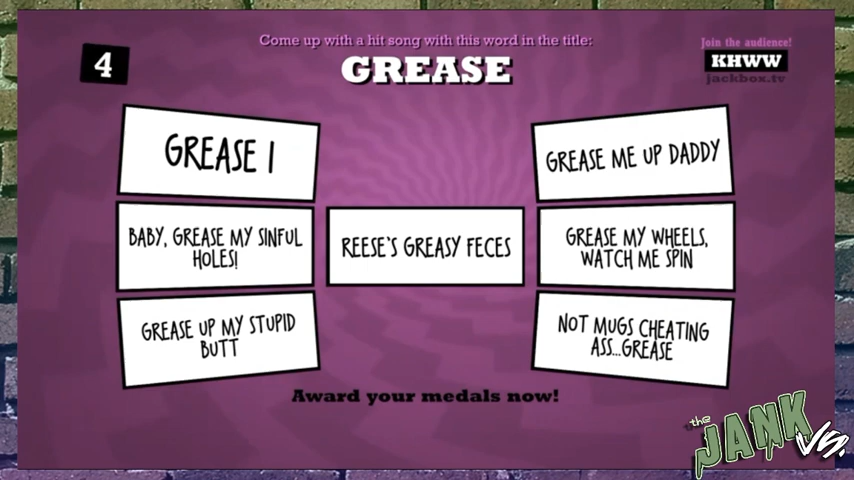 Come up with a hit song with this word in the title:
GREASE
4
Join the audience!
KHWW
jackbox.tv
GREASE 1
GREASE ME UP DADDY
BABY, GREASE MY SINFUL
HOLES!
REESE'S GREASY FECES
GREASE MY WHEELS,
WATCH ME SPIN
GREASE UP MY STUPID
BUTT
NOT MUGS CHEATING
ASS...GREASE
Award your medals now!
the
JANK
VS.